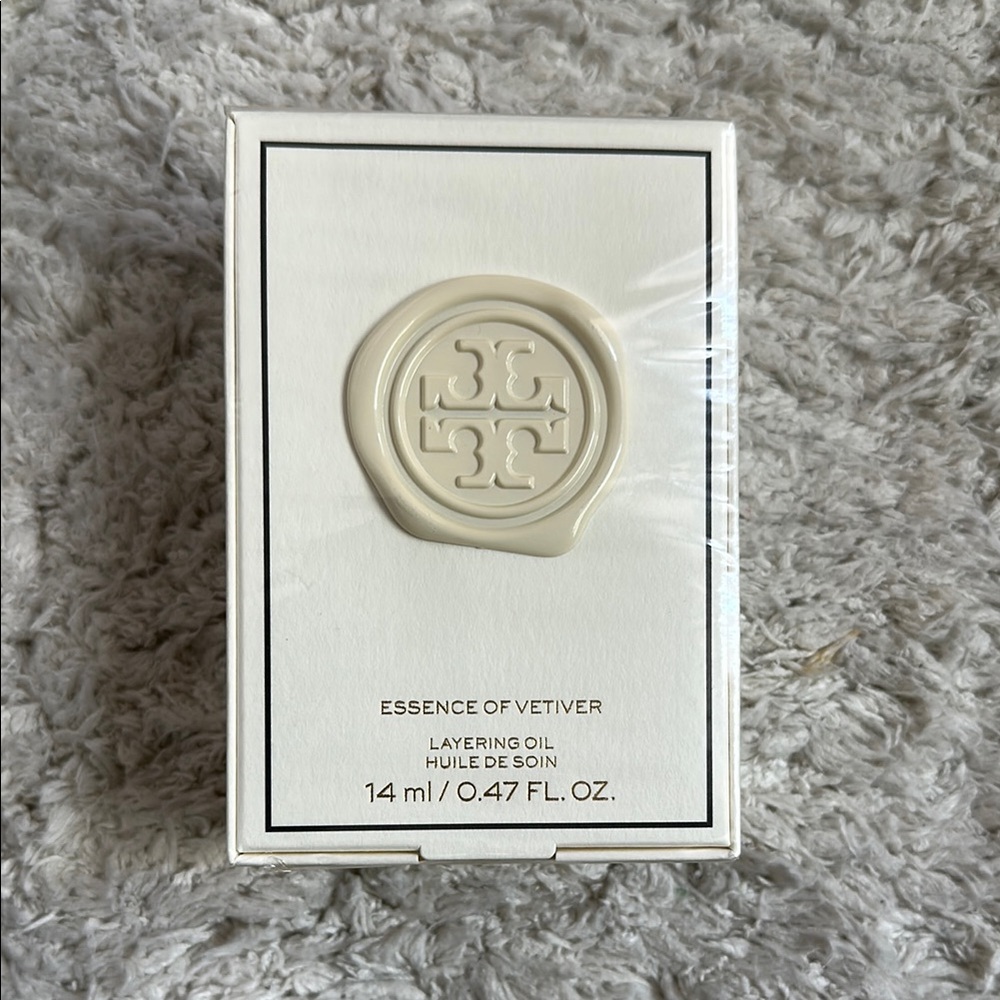 ESSENCE OF VETIVER
LAYERING OIL
HUILE DE SOIN
14 ml / 0.47 FL. OZ.